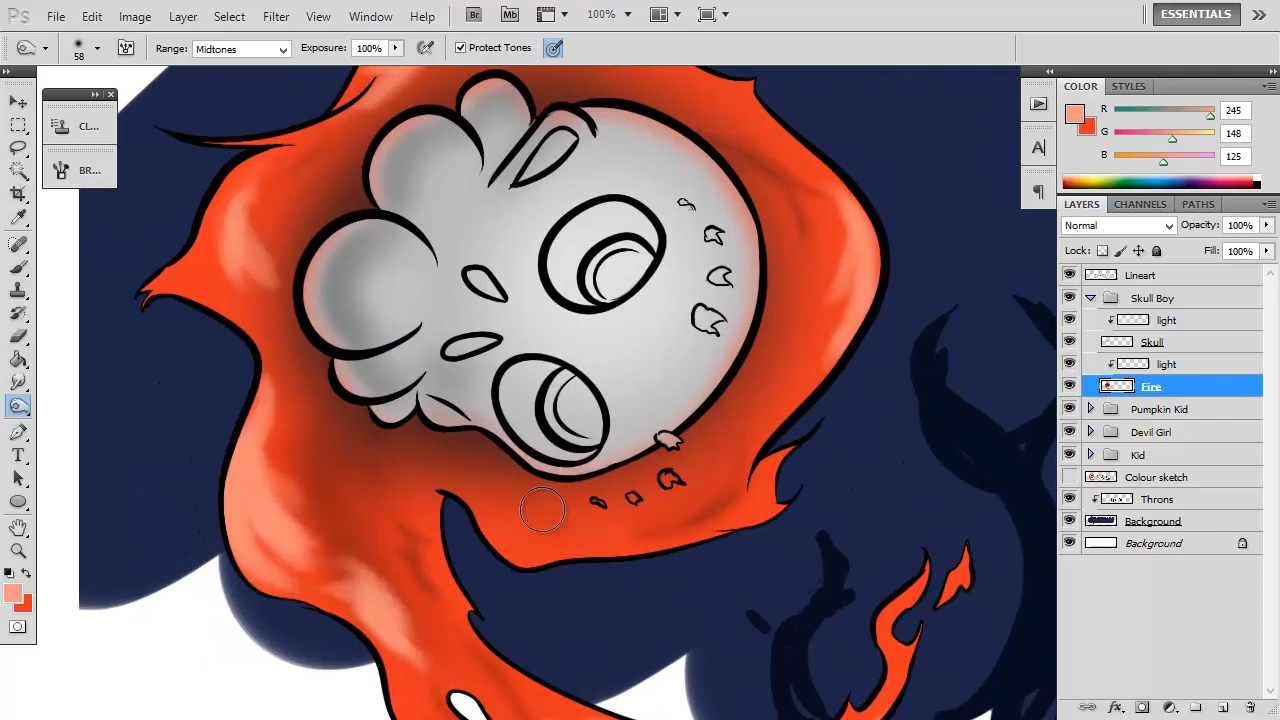 Ps File Edit Image Layer Select Filter Analysis View Window Help Br Mb 100% ESSENTIALS
Range: Midtones Exposure: 100% Protect Tones
58
CL...
BR...
COLOR STYLES
R 245
G 148
B 125
LAYERS CHANNELS PATHS
Normal Opacity: 100%
Lock: Fill: 100%
Lineart
Skull Boy
light
Skull
light
Fire
Pumpkin Kid
Devil Girl
Kid
Colour sketch
Throns
Background
Background